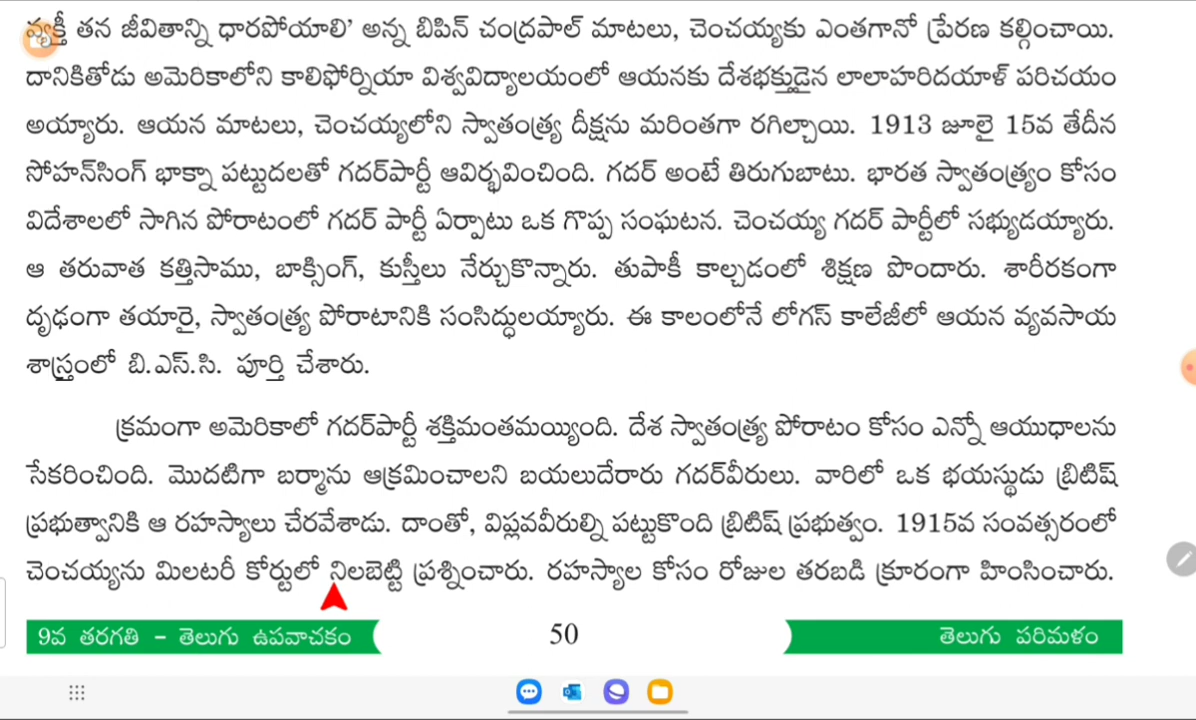 వ్యక్తీ తన జీవితాన్ని ధారపోయాలి’ అన్న బిపిన్ చంద్రపాల్ మాటలు, చెంచయ్యకు ఎంతగానో ప్రేరణ కల్గించాయి.
దానికితోడు అమెరికాలోని కాలిఫోర్నియా విశ్వవిద్యాలయంలో ఆయనకు దేశభక్తుడైన లాలాహరిదయాళ్ పరిచయం
అయ్యారు. ఆయన మాటలు, చెంచయ్యలోని స్వాతంత్ర్య దీక్షను మరింతగా రగిల్చాయి. 1913 జూలై 15వ తేదీన
సోహన్‌సింగ్ భాక్నా పట్టుదలతో గదర్‌పార్టీ ఆవిర్భవించింది. గదర్ అంటే తిరుగుబాటు. భారత స్వాతంత్ర్యం కోసం
విదేశాలలో సాగిన పోరాటంలో గదర్ పార్టీ ఏర్పాటు ఒక గొప్ప సంఘటన. చెంచయ్య గదర్ పార్టీలో సభ్యుడయ్యారు.
ఆ తరువాత కత్తిసాము, బాక్సింగ్, కుస్తీలు నేర్చుకొన్నారు. తుపాకీ కాల్చడంలో శిక్షణ పొందారు. శారీరకంగా
దృఢంగా తయారై, స్వాతంత్ర్య పోరాటానికి సంసిద్ధులయ్యారు. ఈ కాలంలోనే లోగస్ కాలేజీలో ఆయన వ్యవసాయ
శాస్త్రంలో బి.ఎస్.సి. పూర్తి చేశారు.
క్రమంగా అమెరికాలో గదర్‌పార్టీ శక్తిమంతమయ్యింది. దేశ స్వాతంత్ర్య పోరాటం కోసం ఎన్నో ఆయుధాలను
సేకరించింది. మొదటిగా బర్మాను ఆక్రమించాలని బయలుదేరారు గదర్‌వీరులు. వారిలో ఒక భయస్థుడు బ్రిటిష్
ప్రభుత్వానికి ఆ రహస్యాలు చేరవేశాడు. దాంతో, విప్లవవీరుల్ని పట్టుకొంది బ్రిటిష్ ప్రభుత్వం. 1915వ సంవత్సరంలో
చెంచయ్యను మిలటరీ కోర్టులో నిలబెట్టి ప్రశ్నించారు. రహస్యాల కోసం రోజుల తరబడి క్రూరంగా హింసించారు.
9వ తరగతి - తెలుగు ఉపవాచకం 50 తెలుగు పరిమళం